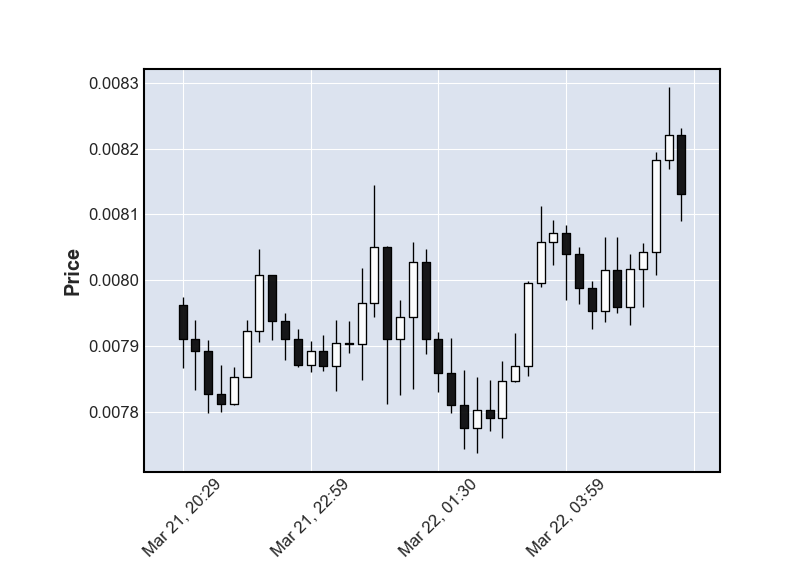 0.0083
0.0082
0.0081
0.0080
0.0079
0.0078
Price
Mar 21, 20:29
Mar 21, 22:59
Mar 22, 01:30
Mar 22, 03:59